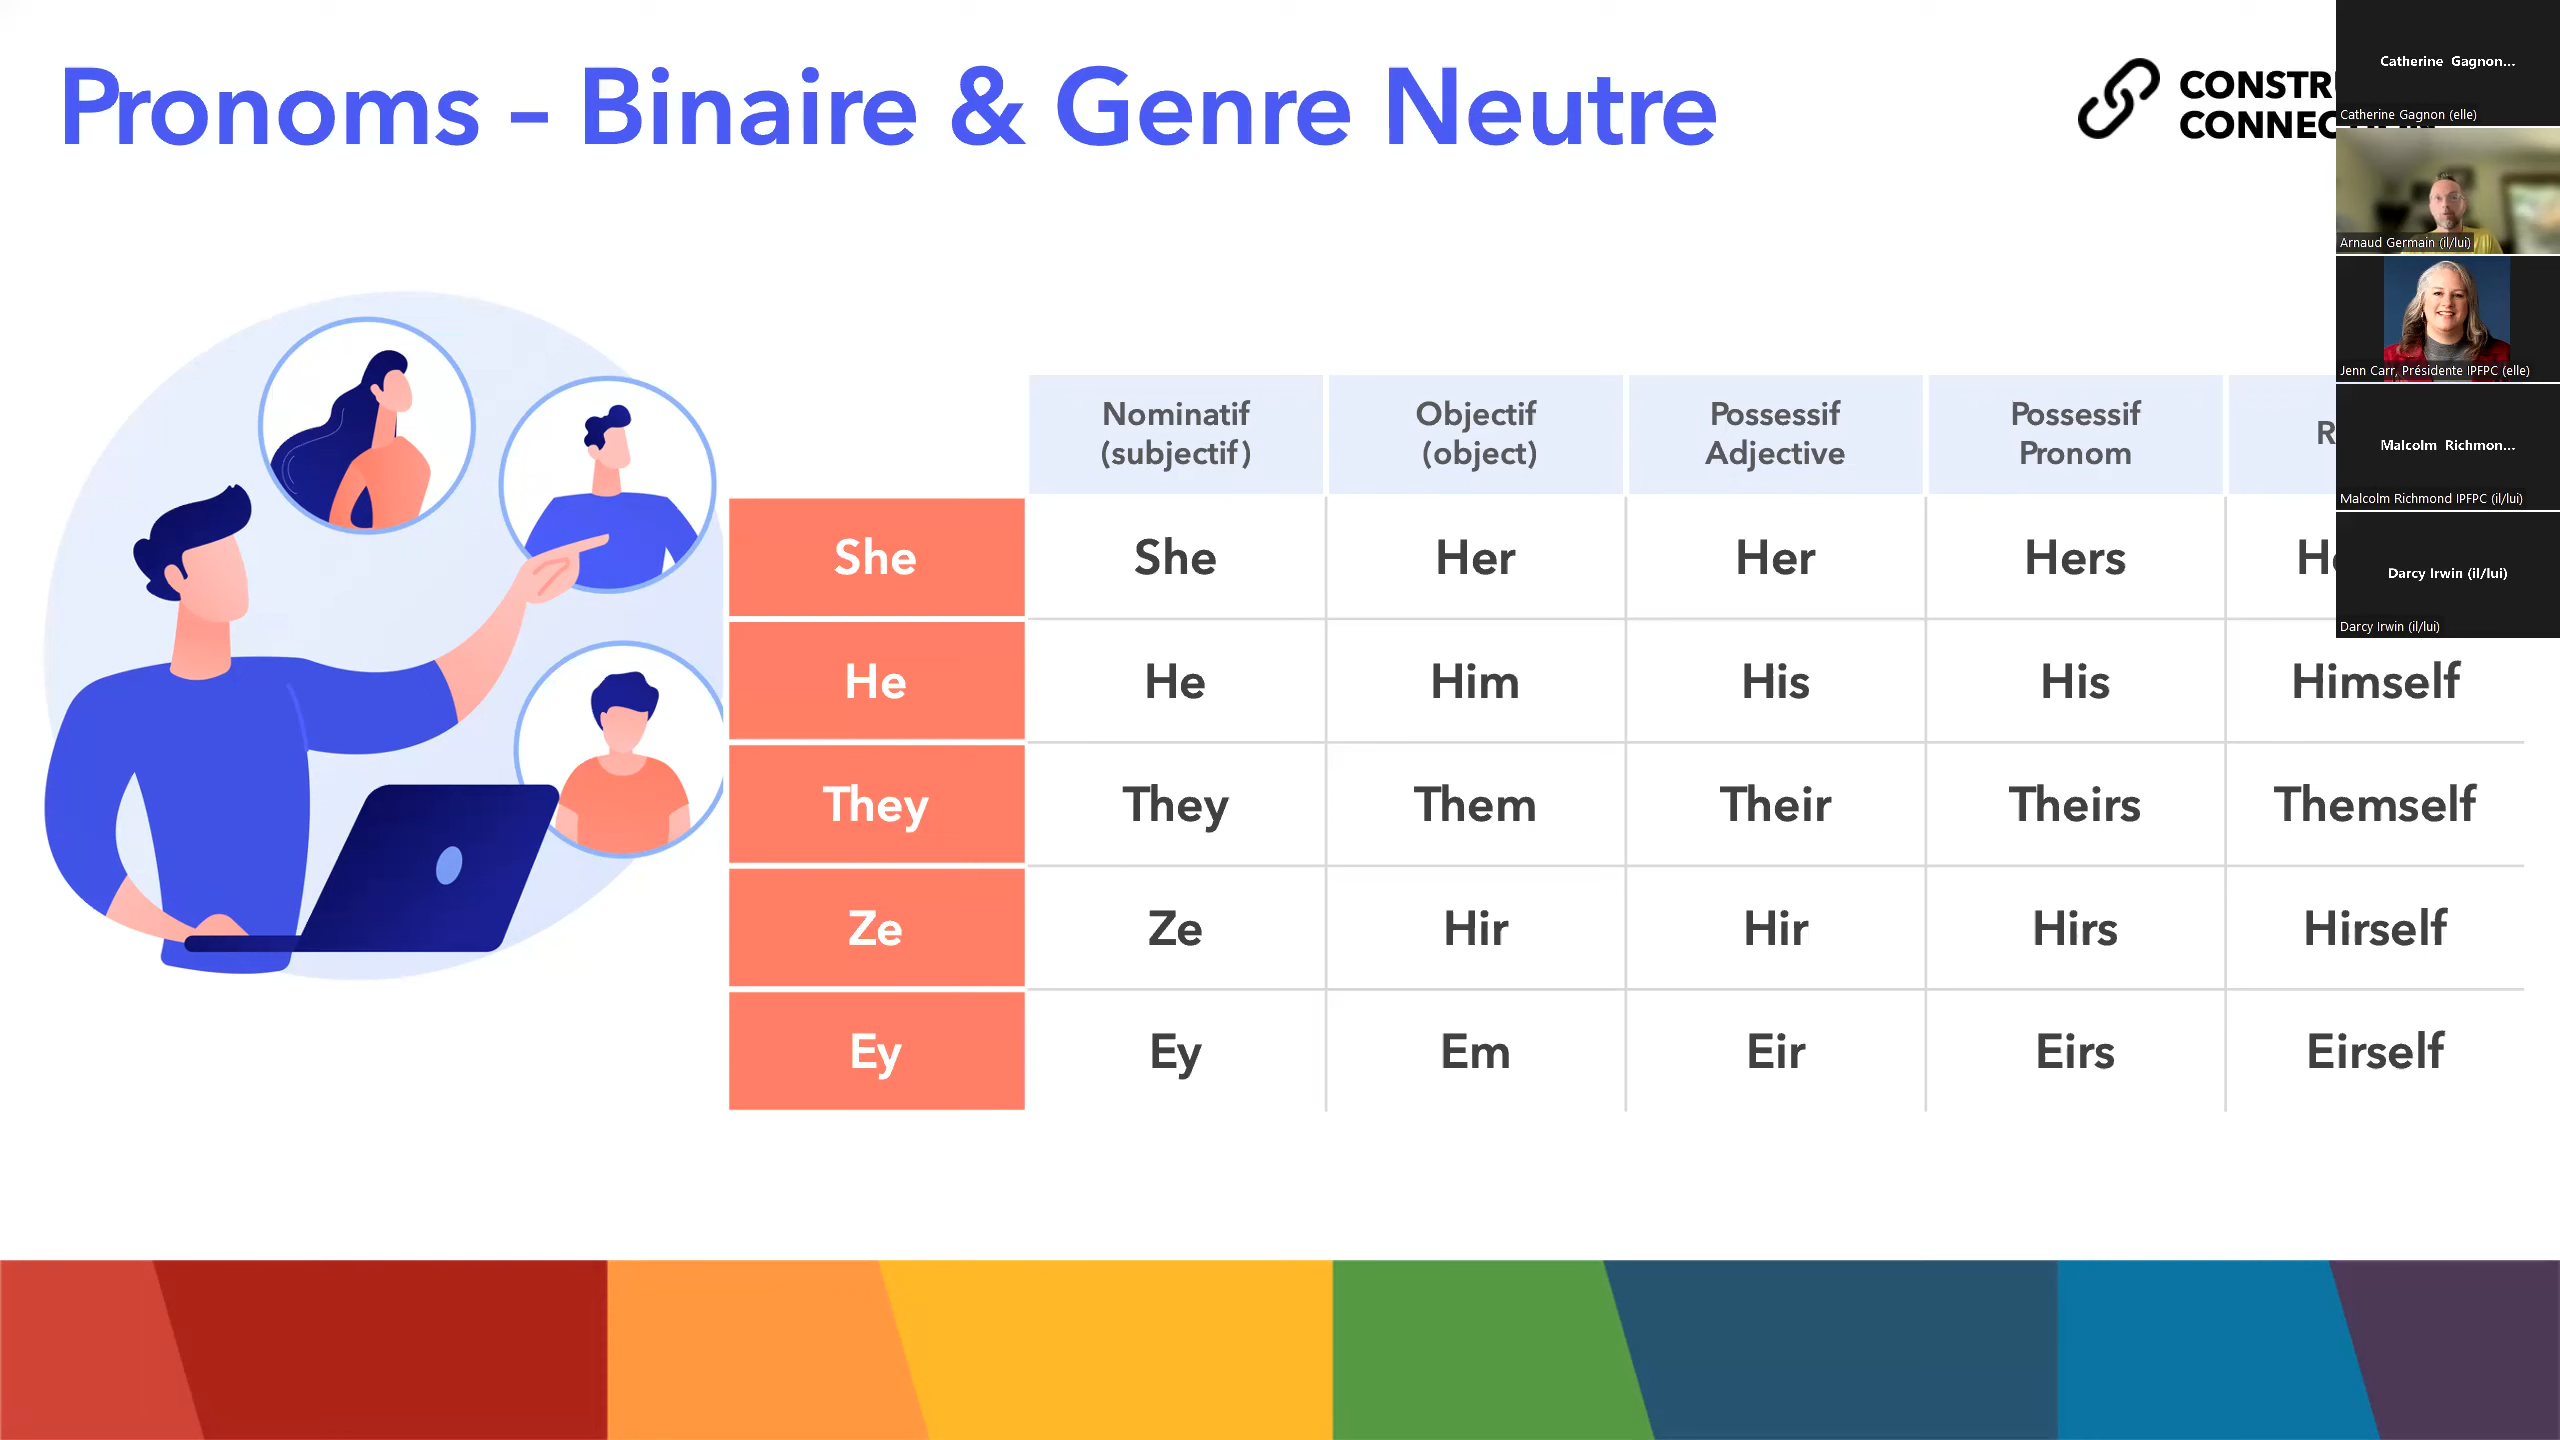 Pronoms – Binaire & Genre Neutre
CONSTR
CONNEC
Nominatif
(subjectif)
Objectif
(object)
Possessif
Adjective
Possessif
Pronom
R
She She Her Her Hers
He He Him His His Himself
They They Them Their Theirs Themself
Ze Ze Hir Hir Hirs Hirself
Ey Ey Em Eir Eirs Eirself
Catherine Gagnon...
Catherine Gagnon (elle)
Arnaud Germain (il/lui)
Jenn Carr, Présidente IPFPC (elle)
Malcolm Richmon...
Malcolm Richmond IPFPC (il/lui)
Darcy Irwin (il/lui)
Darcy Irwin (il/lui)